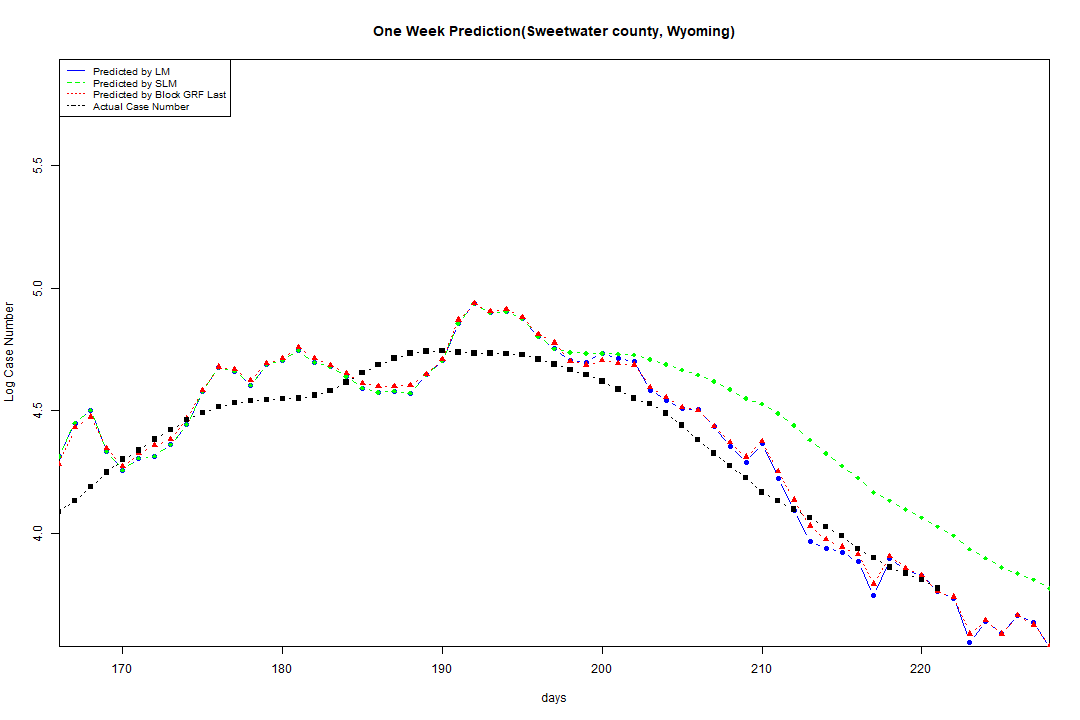 One Week Prediction(Sweetwater county, Wyoming)
Predicted by LM
Predicted by SLM
Predicted by Block GRF Last
Actual Case Number
5.5
5.0
4.5
4.0
Log Case Number
170 180 190 200 210 220
days